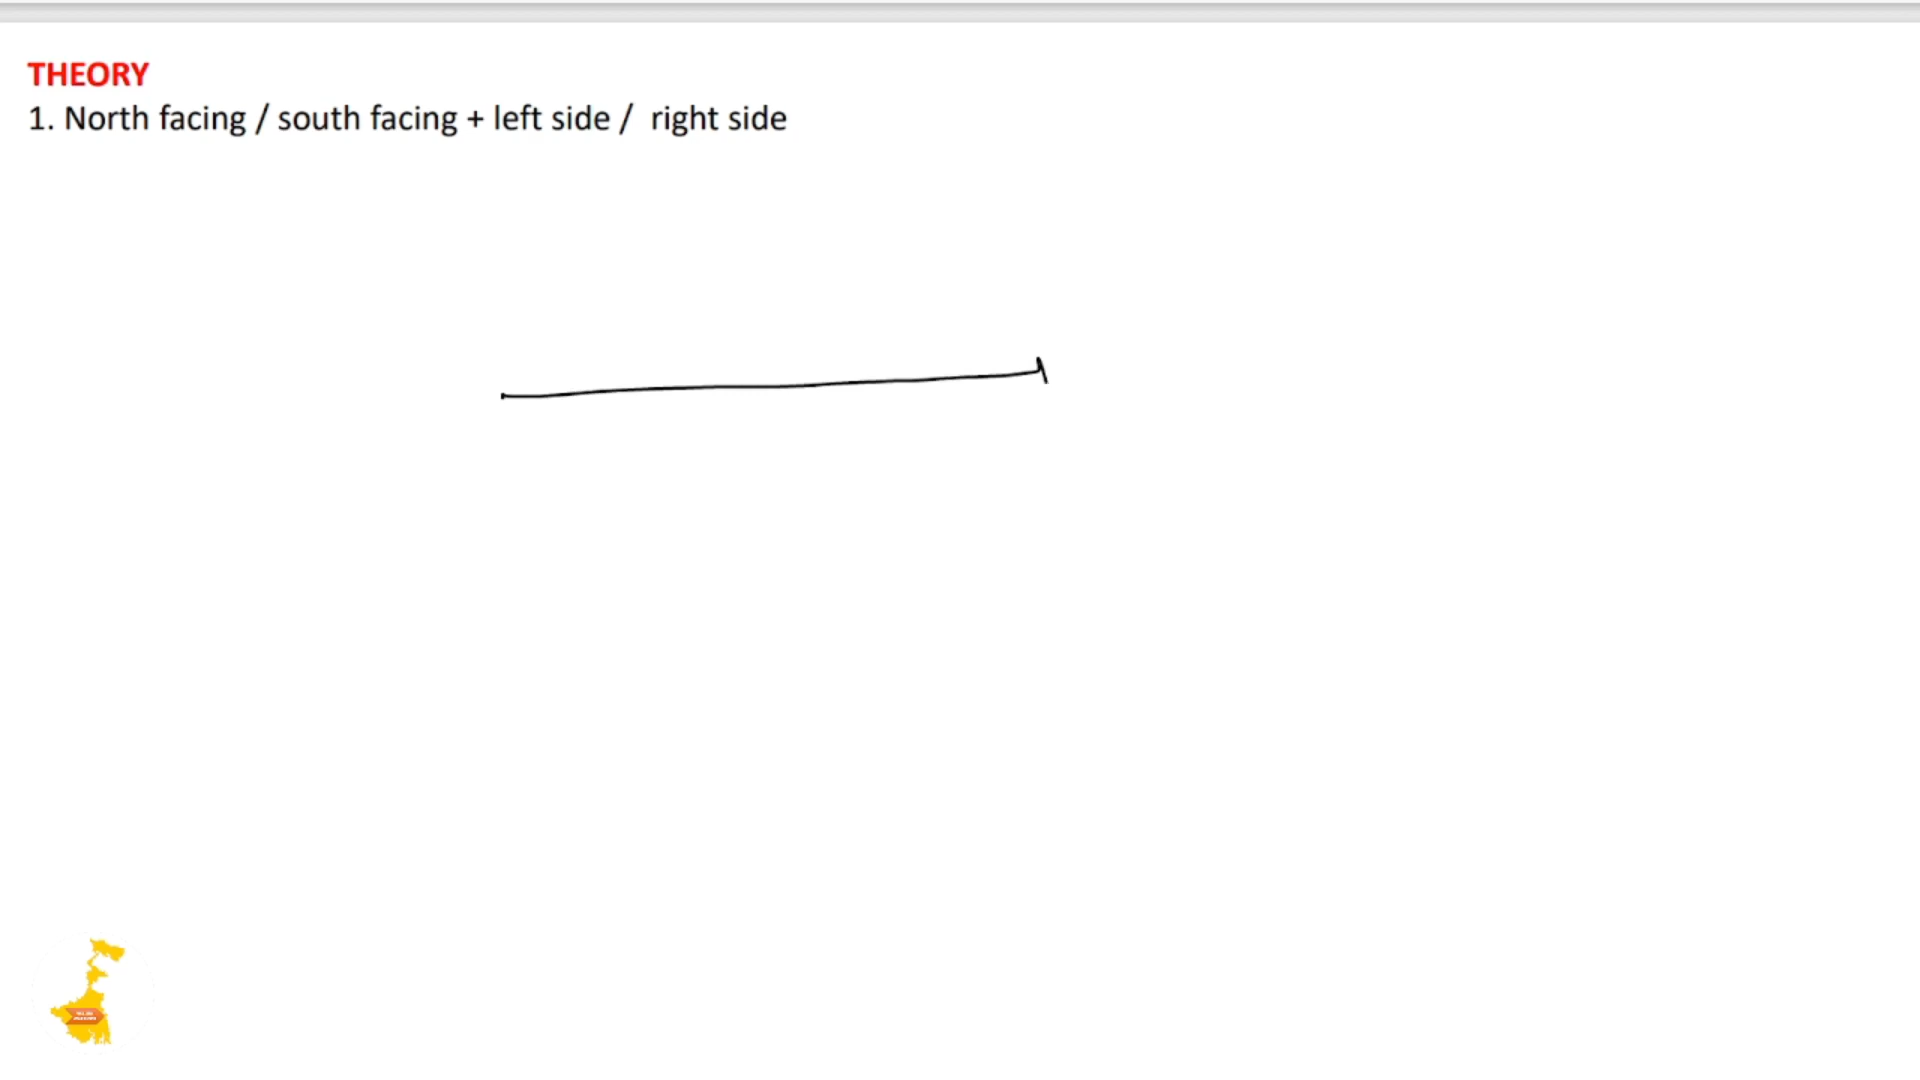 THEORY
1. North facing / south facing + left side / right side